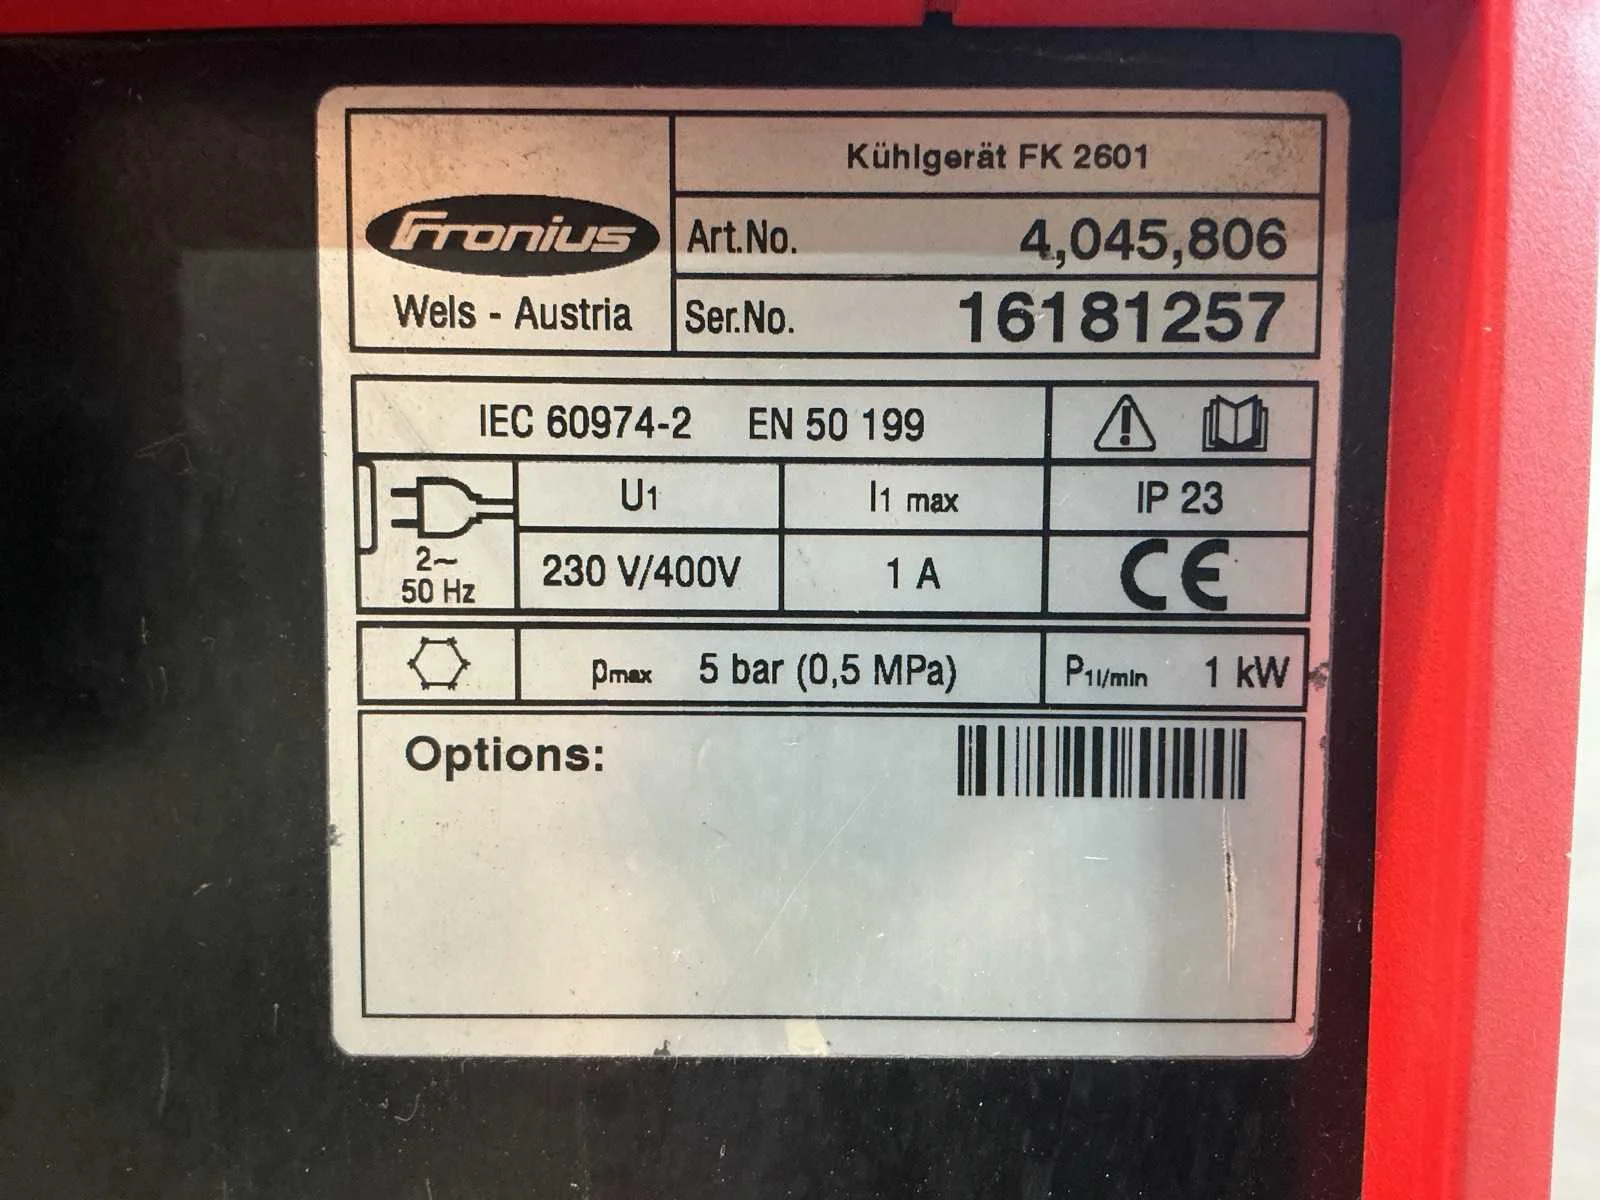 Kühlgerät FK 2601
Fronius
Art.No. 4,045,806
Wels - Austria
Ser.No. 16181257
IEC 60974-2 EN 50 199
U1 I1 max IP 23
2~
50 Hz
230 V/400V 1 A CE
pmax 5 bar (0,5 MPa) P1l/min 1 kW
Options: